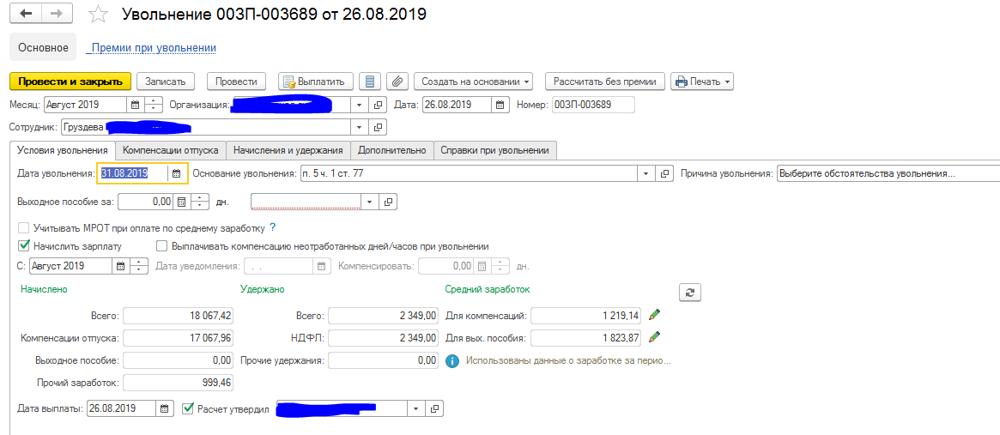 Увольнение 003П-003689 от 26.08.2019
Основное Премии при увольнении
Провести и закрыть Записать Провести Выплатить Создать на основании Рассчитать без премии Печать
Месяц: Август 2019 Организация: Дата: 26.08.2019 Номер: 003П-003689
Сотрудник: Груздева
Условия увольнения Компенсации отпуска Начисления и удержания Дополнительно Справки при увольнении
Дата увольнения: 31.08.2019 Основание увольнения: п. 5 ч. 1 ст. 77 Причина увольнения: Выберите обстоятельства увольнения...
Выходное пособие за: 0,00 дн.
Учитывать МРОТ при оплате по среднему заработку ?
Начислить зарплату Выплачивать компенсацию неотработанных дней/часов при увольнении
С: Август 2019 Дата уведомления: . . Компенсировать: 0,00 дн.
Начислено Удержано Средний заработок
Всего: 18 067,42 Всего: 2 349,00 Для компенсаций: 1 219,14
Компенсации отпуска: 17 067,96 НДФЛ: 2 349,00 Для вых. пособия: 1 823,87
Выходное пособие: 0,00 Прочие удержания: 0,00 i Использованы данные о заработке за перио...
Прочий заработок: 999,46
Дата выплаты: 26.08.2019 Расчет утвердил